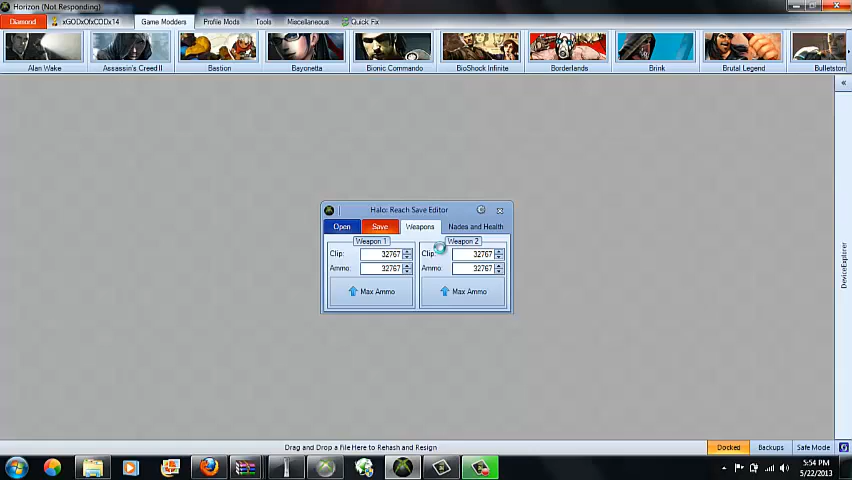 Horizon (Not Responding)
Diamond xGODxOfxCODx14 Game Modders Profile Mods Tools Miscellaneous Quick Fix
Alan Wake Assassin's Creed II Bastion Bayonetta Bionic Commando BioShock Infinite Borderlands Brink Brutal Legend Bulletstorm
Halo: Reach Save Editor
Open Save Weapons Nades and Health
Weapon 1 Weapon 2
Clip: 32767 Clip: 32767
Ammo: 32767 Ammo: 32767
Max Ammo Max Ammo
DeviceExplorer
Drag and Drop a File Here to Rehash and Resign
Docked Backups Safe Mode
5:54 PM
5/22/2013